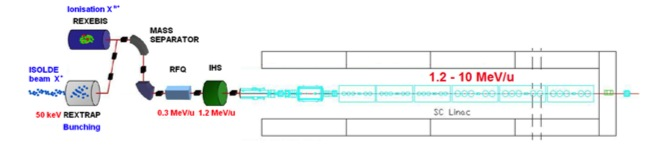 Ionisation Xⁿ⁺
REXEBIS
MASS
SEPARATOR
ISOLDE
beam X⁺
RFQ
IHS
1.2 - 10 MeV/u
50 keV REXTRAP
0.3 MeV/u 1.2 MeV/u
SC Linac
Bunching